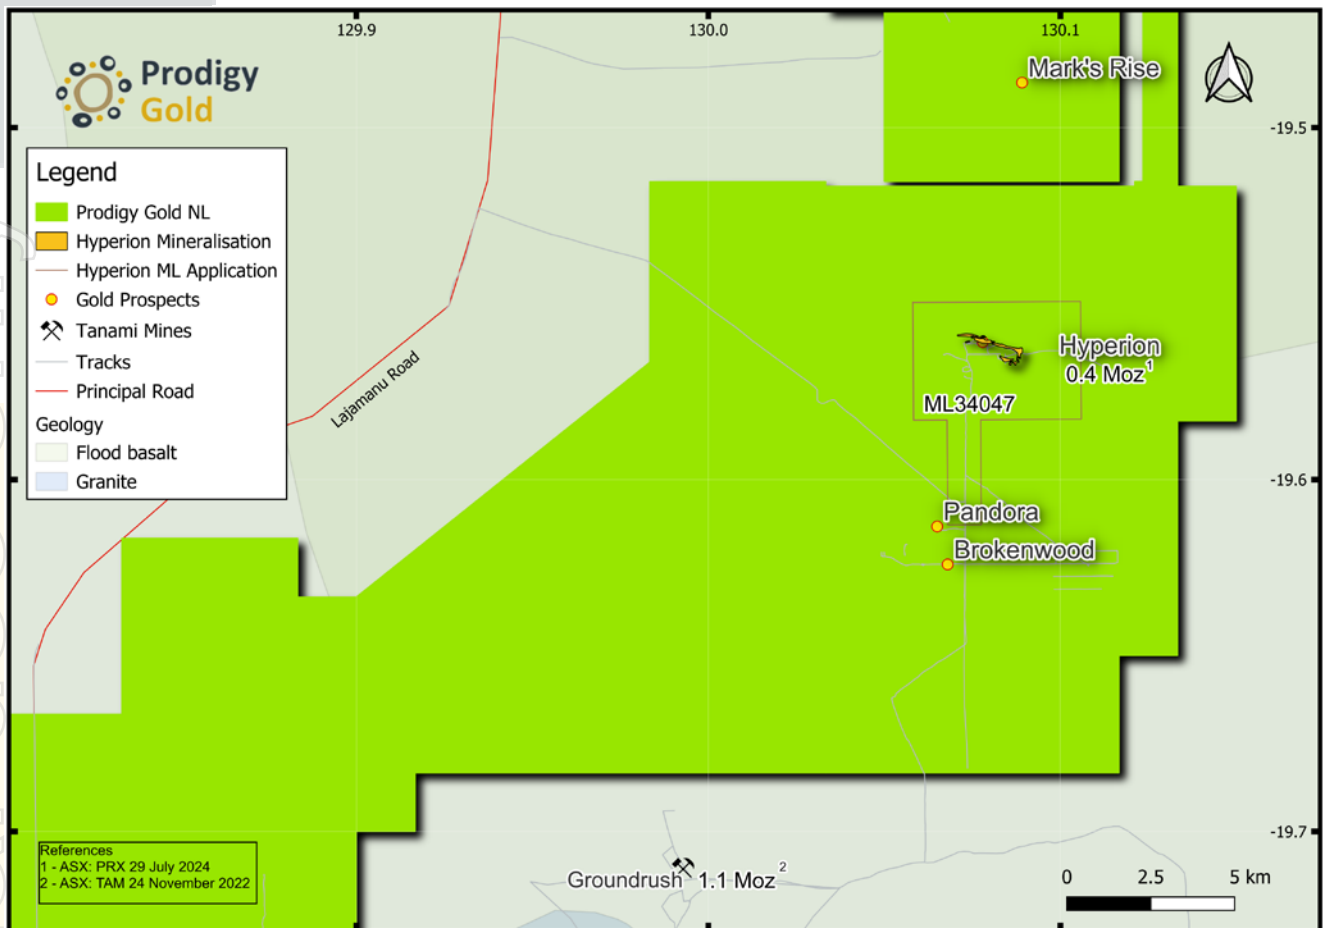 129.9
130.0
130.1
Prodigy
Gold
Mark's Rise
-19.5
Legend
Prodigy Gold NL
Hyperion Mineralisation
Hyperion ML Application
Gold Prospects
Tanami Mines
Tracks
Principal Road
Geology
Flood basalt
Granite
Lajamanu Road
Hyperion
0.4 Moz¹
ML34047
-19.6
Pandora
Brokenwood
-19.7
References
1 - ASX: PRX 29 July 2024
2 - ASX: TAM 24 November 2022
Groundrush 1.1 Moz²
0 2.5 5 km